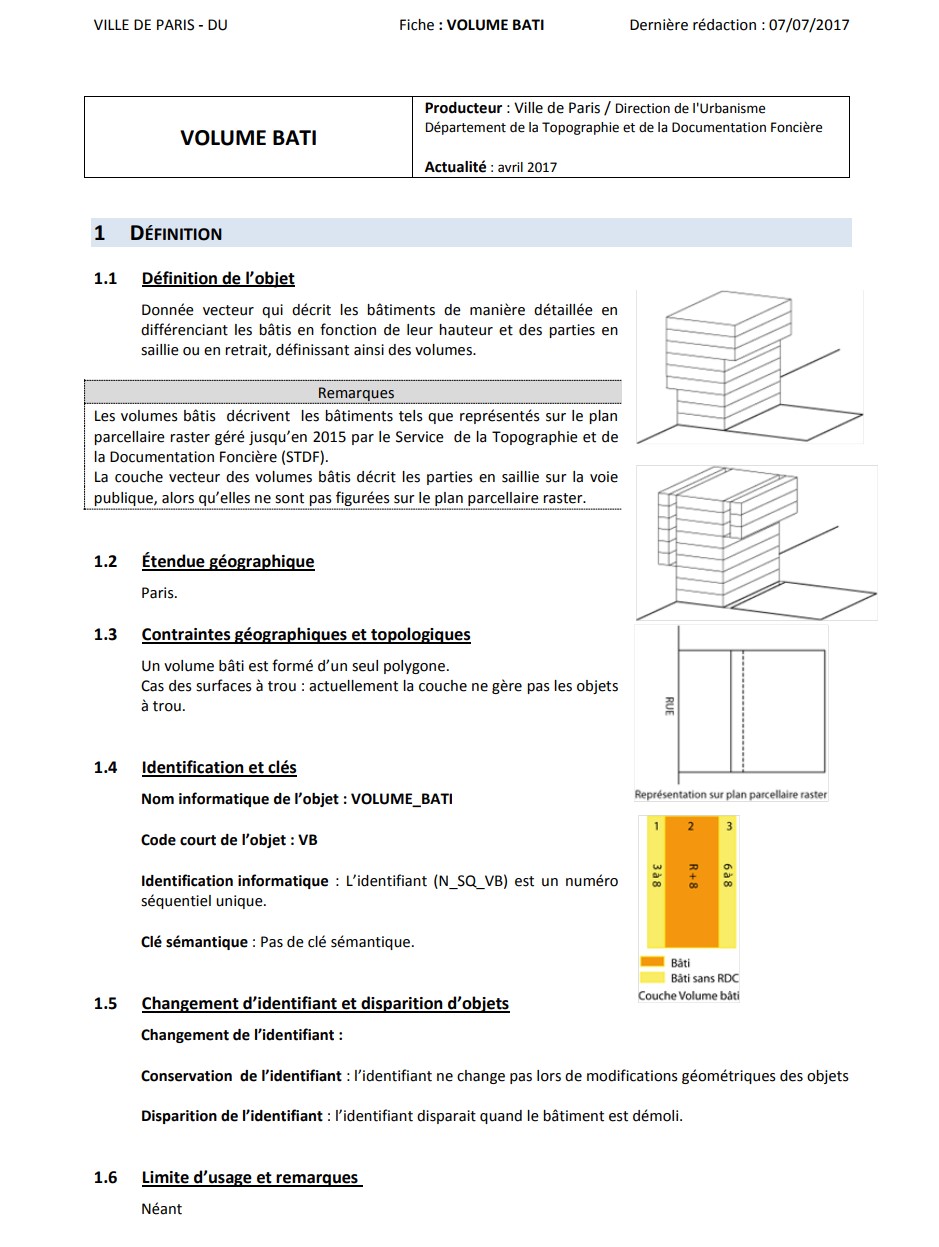 VILLE DE PARIS - DU Fiche : VOLUME BATI Dernière rédaction : 07/07/2017
VOLUME BATI
Producteur : Ville de Paris / Direction de l'Urbanisme
Département de la Topographie et de la Documentation Foncière
Actualité : avril 2017
1 DÉFINITION
1.1 Définition de l’objet
Donnée vecteur qui décrit les bâtiments de manière détaillée en
différenciant les bâtis en fonction de leur hauteur et des parties en
saillie ou en retrait, définissant ainsi des volumes.
Remarques
Les volumes bâtis décrivent les bâtiments tels que représentés sur le plan
parcellaire raster géré jusqu’en 2015 par le Service de la Topographie et de
la Documentation Foncière (STDF).
La couche vecteur des volumes bâtis décrit les parties en saillie sur la voie
publique, alors qu’elles ne sont pas figurées sur le plan parcellaire raster.
1.2 Étendue géographique
Paris.
1.3 Contraintes géographiques et topologiques
Un volume bâti est formé d’un seul polygone.
Cas des surfaces à trou : actuellement la couche ne gère pas les objets
à trou.
RUE
Représentation sur plan parcellaire raster
1.4 Identification et clés
Nom informatique de l’objet : VOLUME_BATI
Code court de l’objet : VB
Identification informatique : L’identifiant (N_SQ_VB) est un numéro
séquentiel unique.
Clé sémantique : Pas de clé sémantique.
1 2 3
3 à 8 R+8 6 à 8
Bâti
Bâti sans RDC
Couche Volume bâti
1.5 Changement d’identifiant et disparition d’objets
Changement de l’identifiant :
Conservation de l’identifiant : l’identifiant ne change pas lors de modifications géométriques des objets
Disparition de l’identifiant : l’identifiant disparait quand le bâtiment est démoli.
1.6 Limite d’usage et remarques
Néant